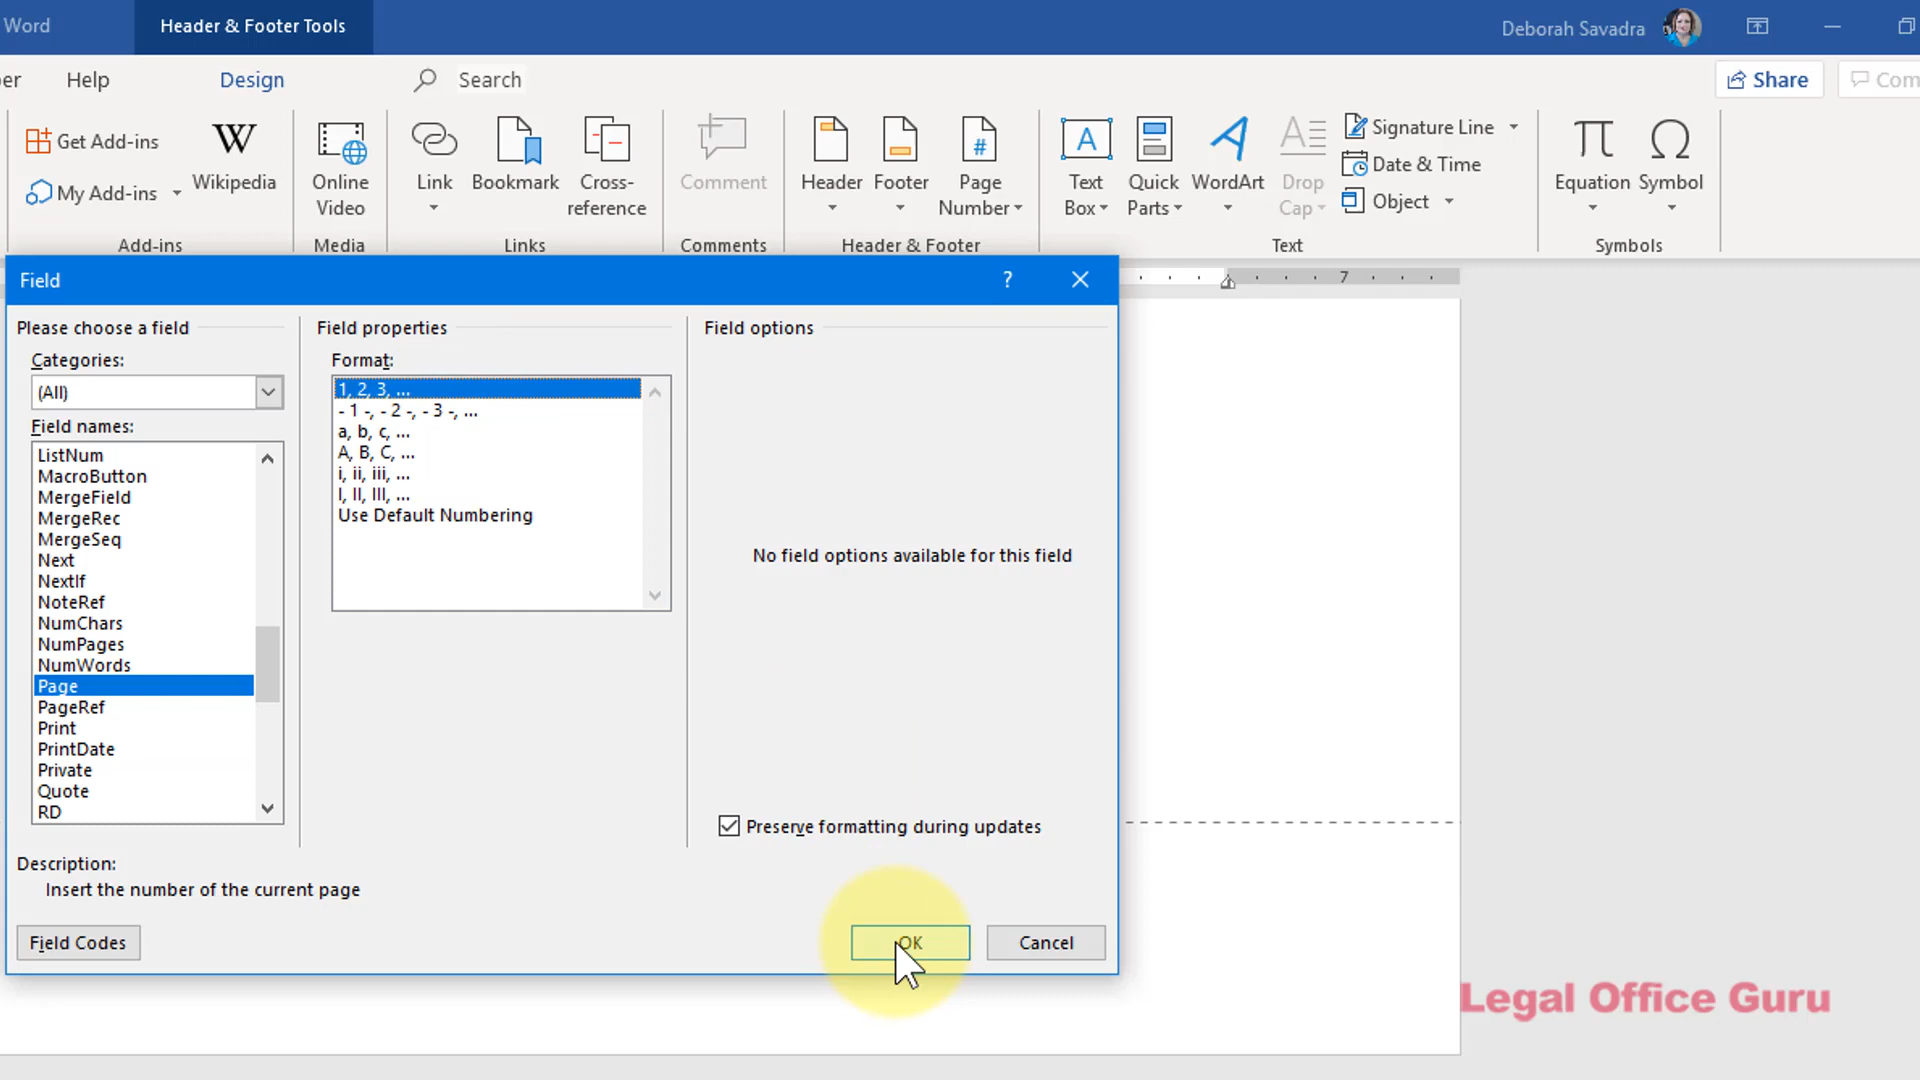 Word
Header & Footer Tools
Deborah Savadra
Help
Design
Search
Share
Get Add-ins
My Add-ins
Wikipedia
Online
Video
Link
Bookmark
Cross-
reference
Comment
Header
Footer
Page
Number
Text
Box
Quick
Parts
WordArt
Drop
Cap
Signature Line
Date & Time
Object
Equation
Symbol
Add-ins
Media
Links
Comments
Header & Footer
Text
Symbols
7
Field
?
Please choose a field
Categories:
(All)
Field names:
ListNum
MacroButton
MergeField
MergeRec
MergeSeq
Next
NextIf
NoteRef
NumChars
NumPages
NumWords
Page
PageRef
Print
PrintDate
Private
Quote
RD
Field properties
Format:
1, 2, 3, ...
- 1 -, - 2 -, - 3 -, ...
a, b, c, ...
A, B, C, ...
i, ii, iii, ...
I, II, III, ...
Use Default Numbering
Field options
No field options available for this field
Preserve formatting during updates
Description:
Insert the number of the current page
Field Codes
OK
Cancel
Legal Office Guru